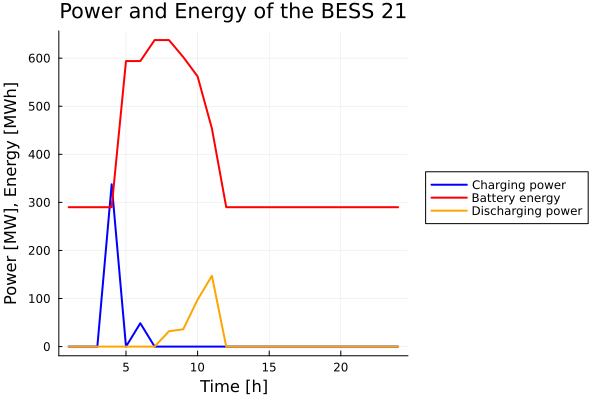 Power and Energy of the BESS 21
Power [MW], Energy [MWh]
600
500
400
300
200
100
0
5
10
15
20
Time [h]
Charging power
Battery energy
Discharging power